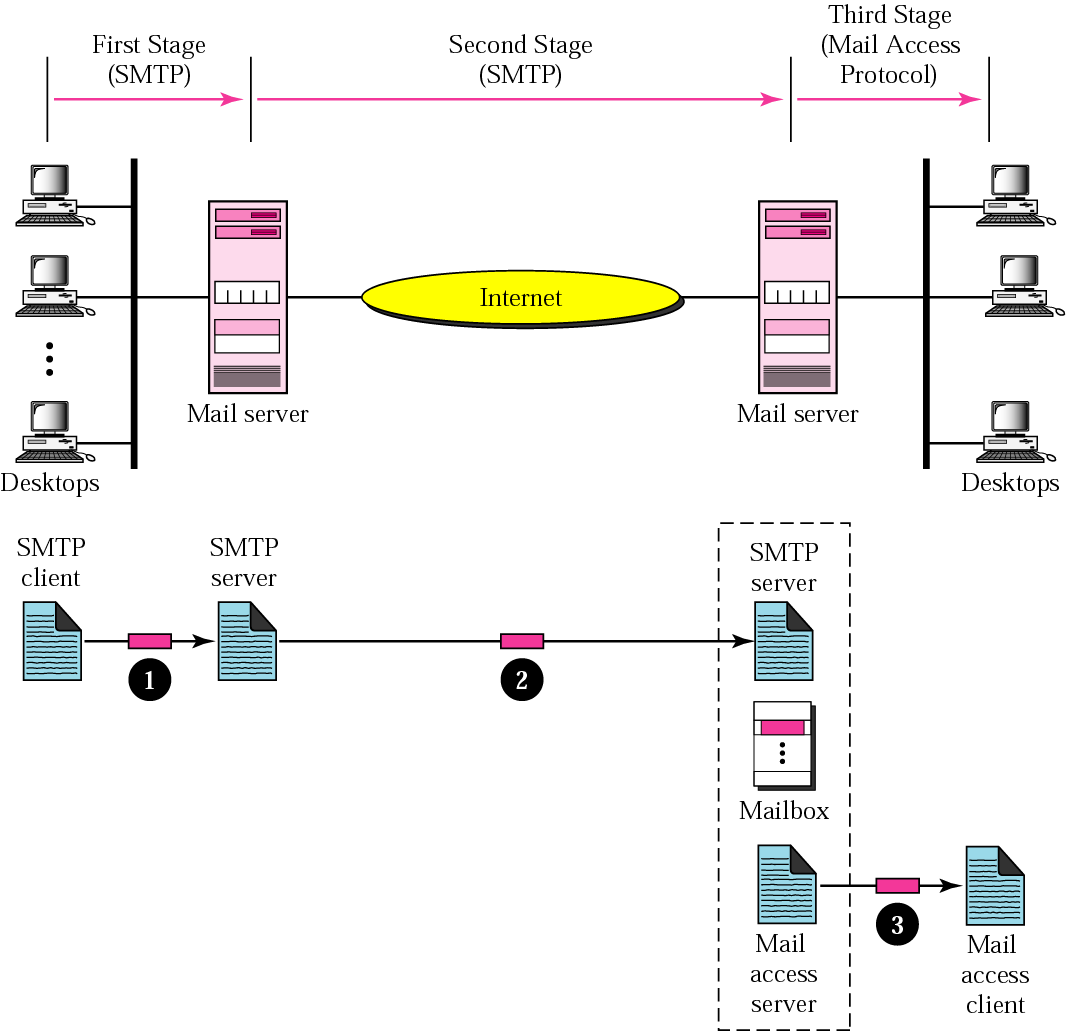 First Stage
(SMTP)
Second Stage
(SMTP)
Third Stage
(Mail Access
Protocol)
Internet
Mail server
Mail server
Desktops
Desktops
SMTP
client
SMTP
server
SMTP
server
1
2
Mailbox
3
Mail
access
server
Mail
access
client